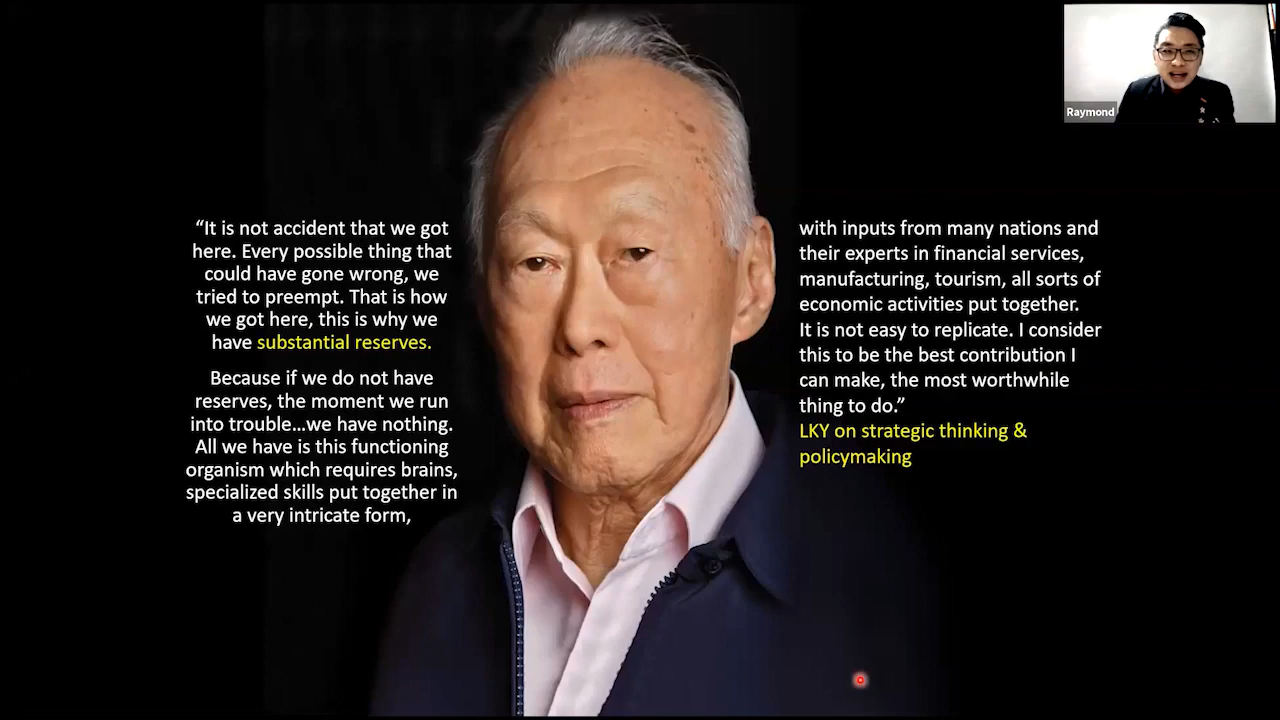 “It is not accident that we got
here. Every possible thing that
could have gone wrong, we
tried to preempt. That is how
we got here, this is why we
have substantial reserves.
Because if we do not have
reserves, the moment we run
into trouble...we have nothing.
All we have is this functioning
organism which requires brains,
specialized skills put together in
a very intricate form,
with inputs from many nations and
their experts in financial services,
manufacturing, tourism, all sorts of
economic activities put together.
It is not easy to replicate. I consider
this to be the best contribution I
can make, the most worthwhile
thing to do.”
LKY on strategic thinking &
policymaking
Raymond